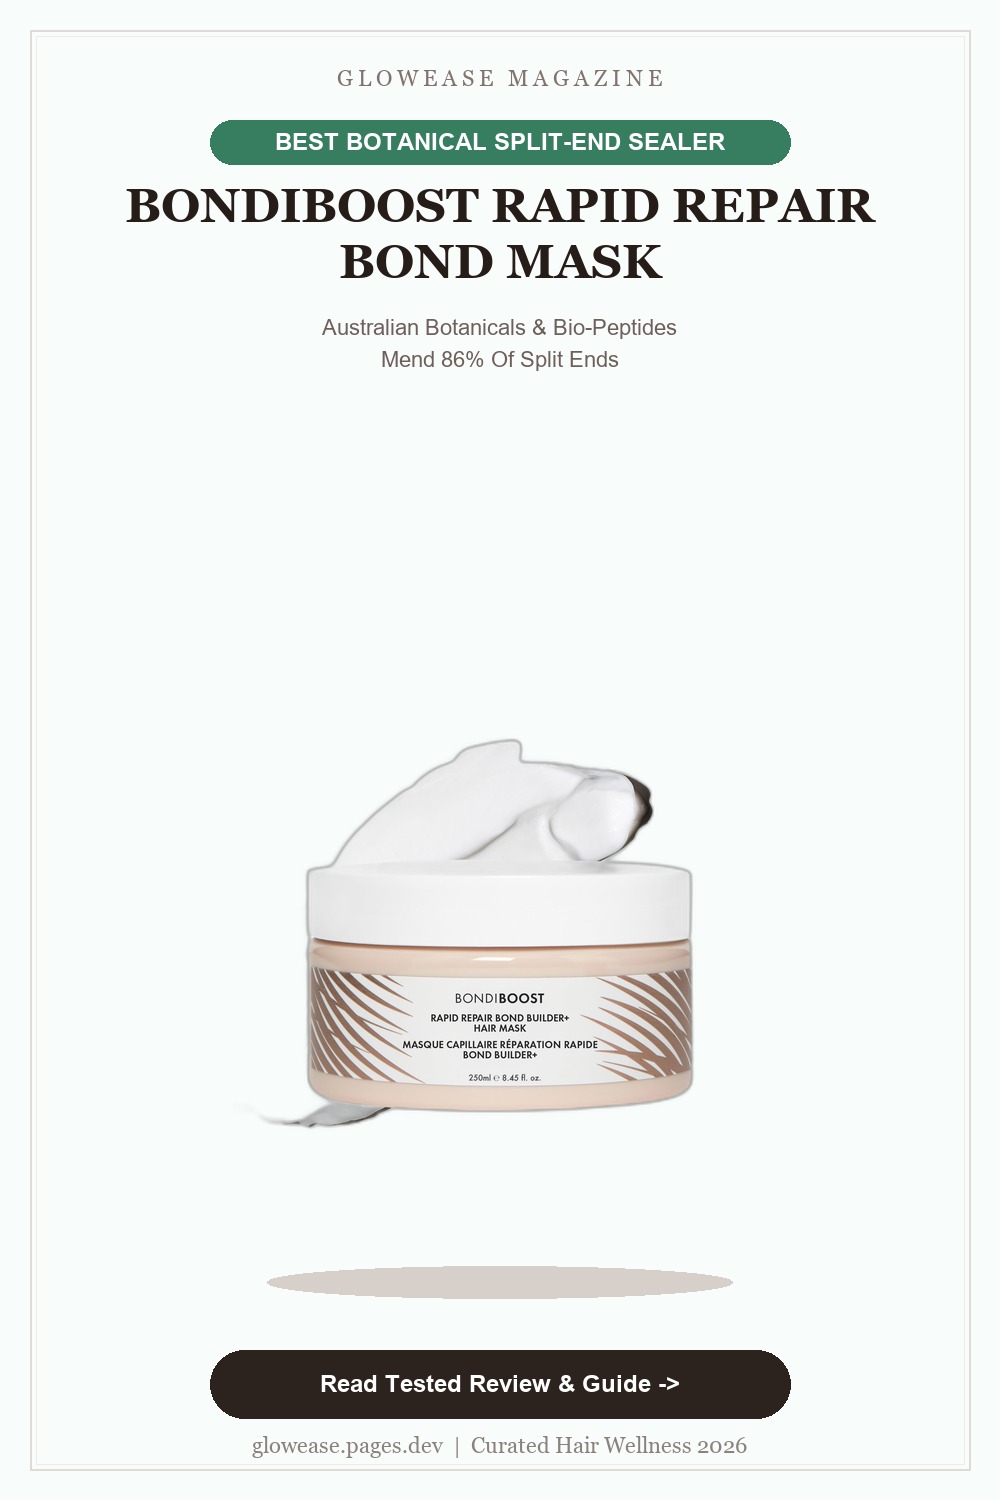 GLOWEASE MAGAZINE
BEST BOTANICAL SPLIT-END SEALER
BONDIBOOST RAPID REPAIR
BOND MASK
Australian Botanicals & Bio-Peptides
Mend 86% Of Split Ends
BONDIBOOST
RAPID REPAIR BOND BUILDER+
HAIR MASK
MASQUE CAPILLAIRE RÉPARATION RAPIDE
BOND BUILDER+
250ml ℮ 8.45 fl. oz.
Read Tested Review & Guide ->
glowease.pages.dev | Curated Hair Wellness 2026